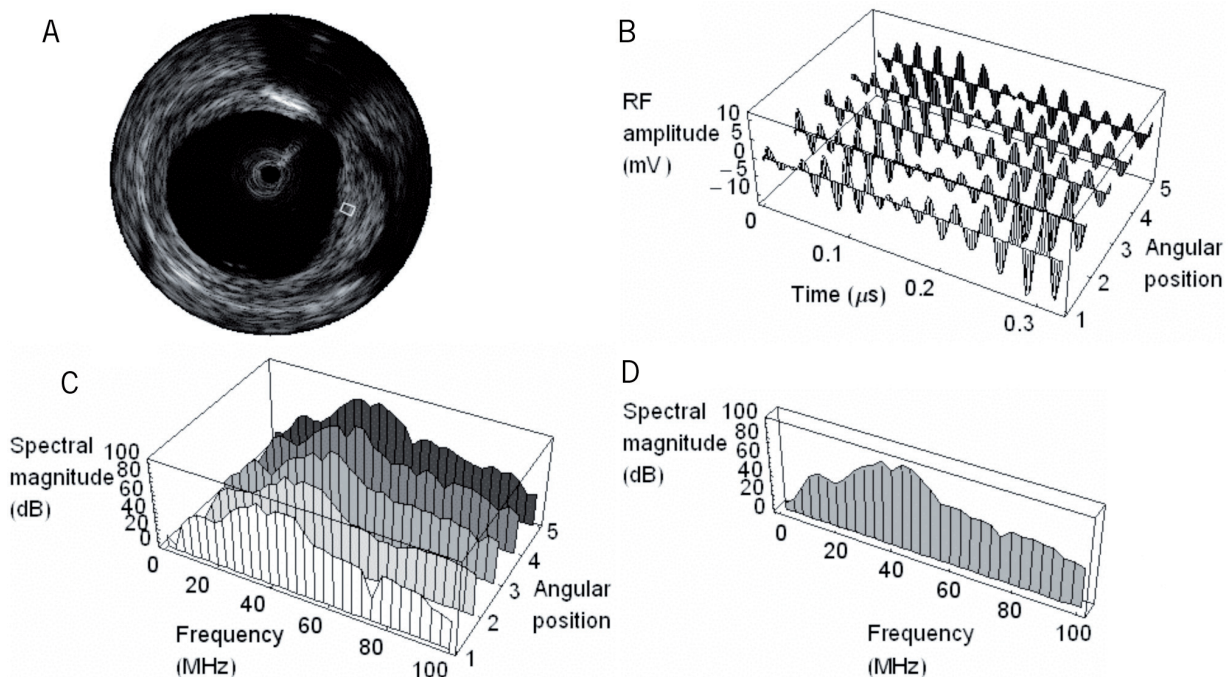 A
B
RF
amplitude
(mV)
10
5
0
−5
−10
0
0.1
0.2
0.3
Time (μs)
1
2
3
4
5
Angular
position
C
Spectral
magnitude
(dB)
100
80
60
40
20
0
0
20
40
60
80
100
Frequency
(MHz)
1
2
3
4
5
Angular
position
D
Spectral
magnitude
(dB)
100
80
60
40
20
0
0
20
40
60
80
100
Frequency
(MHz)